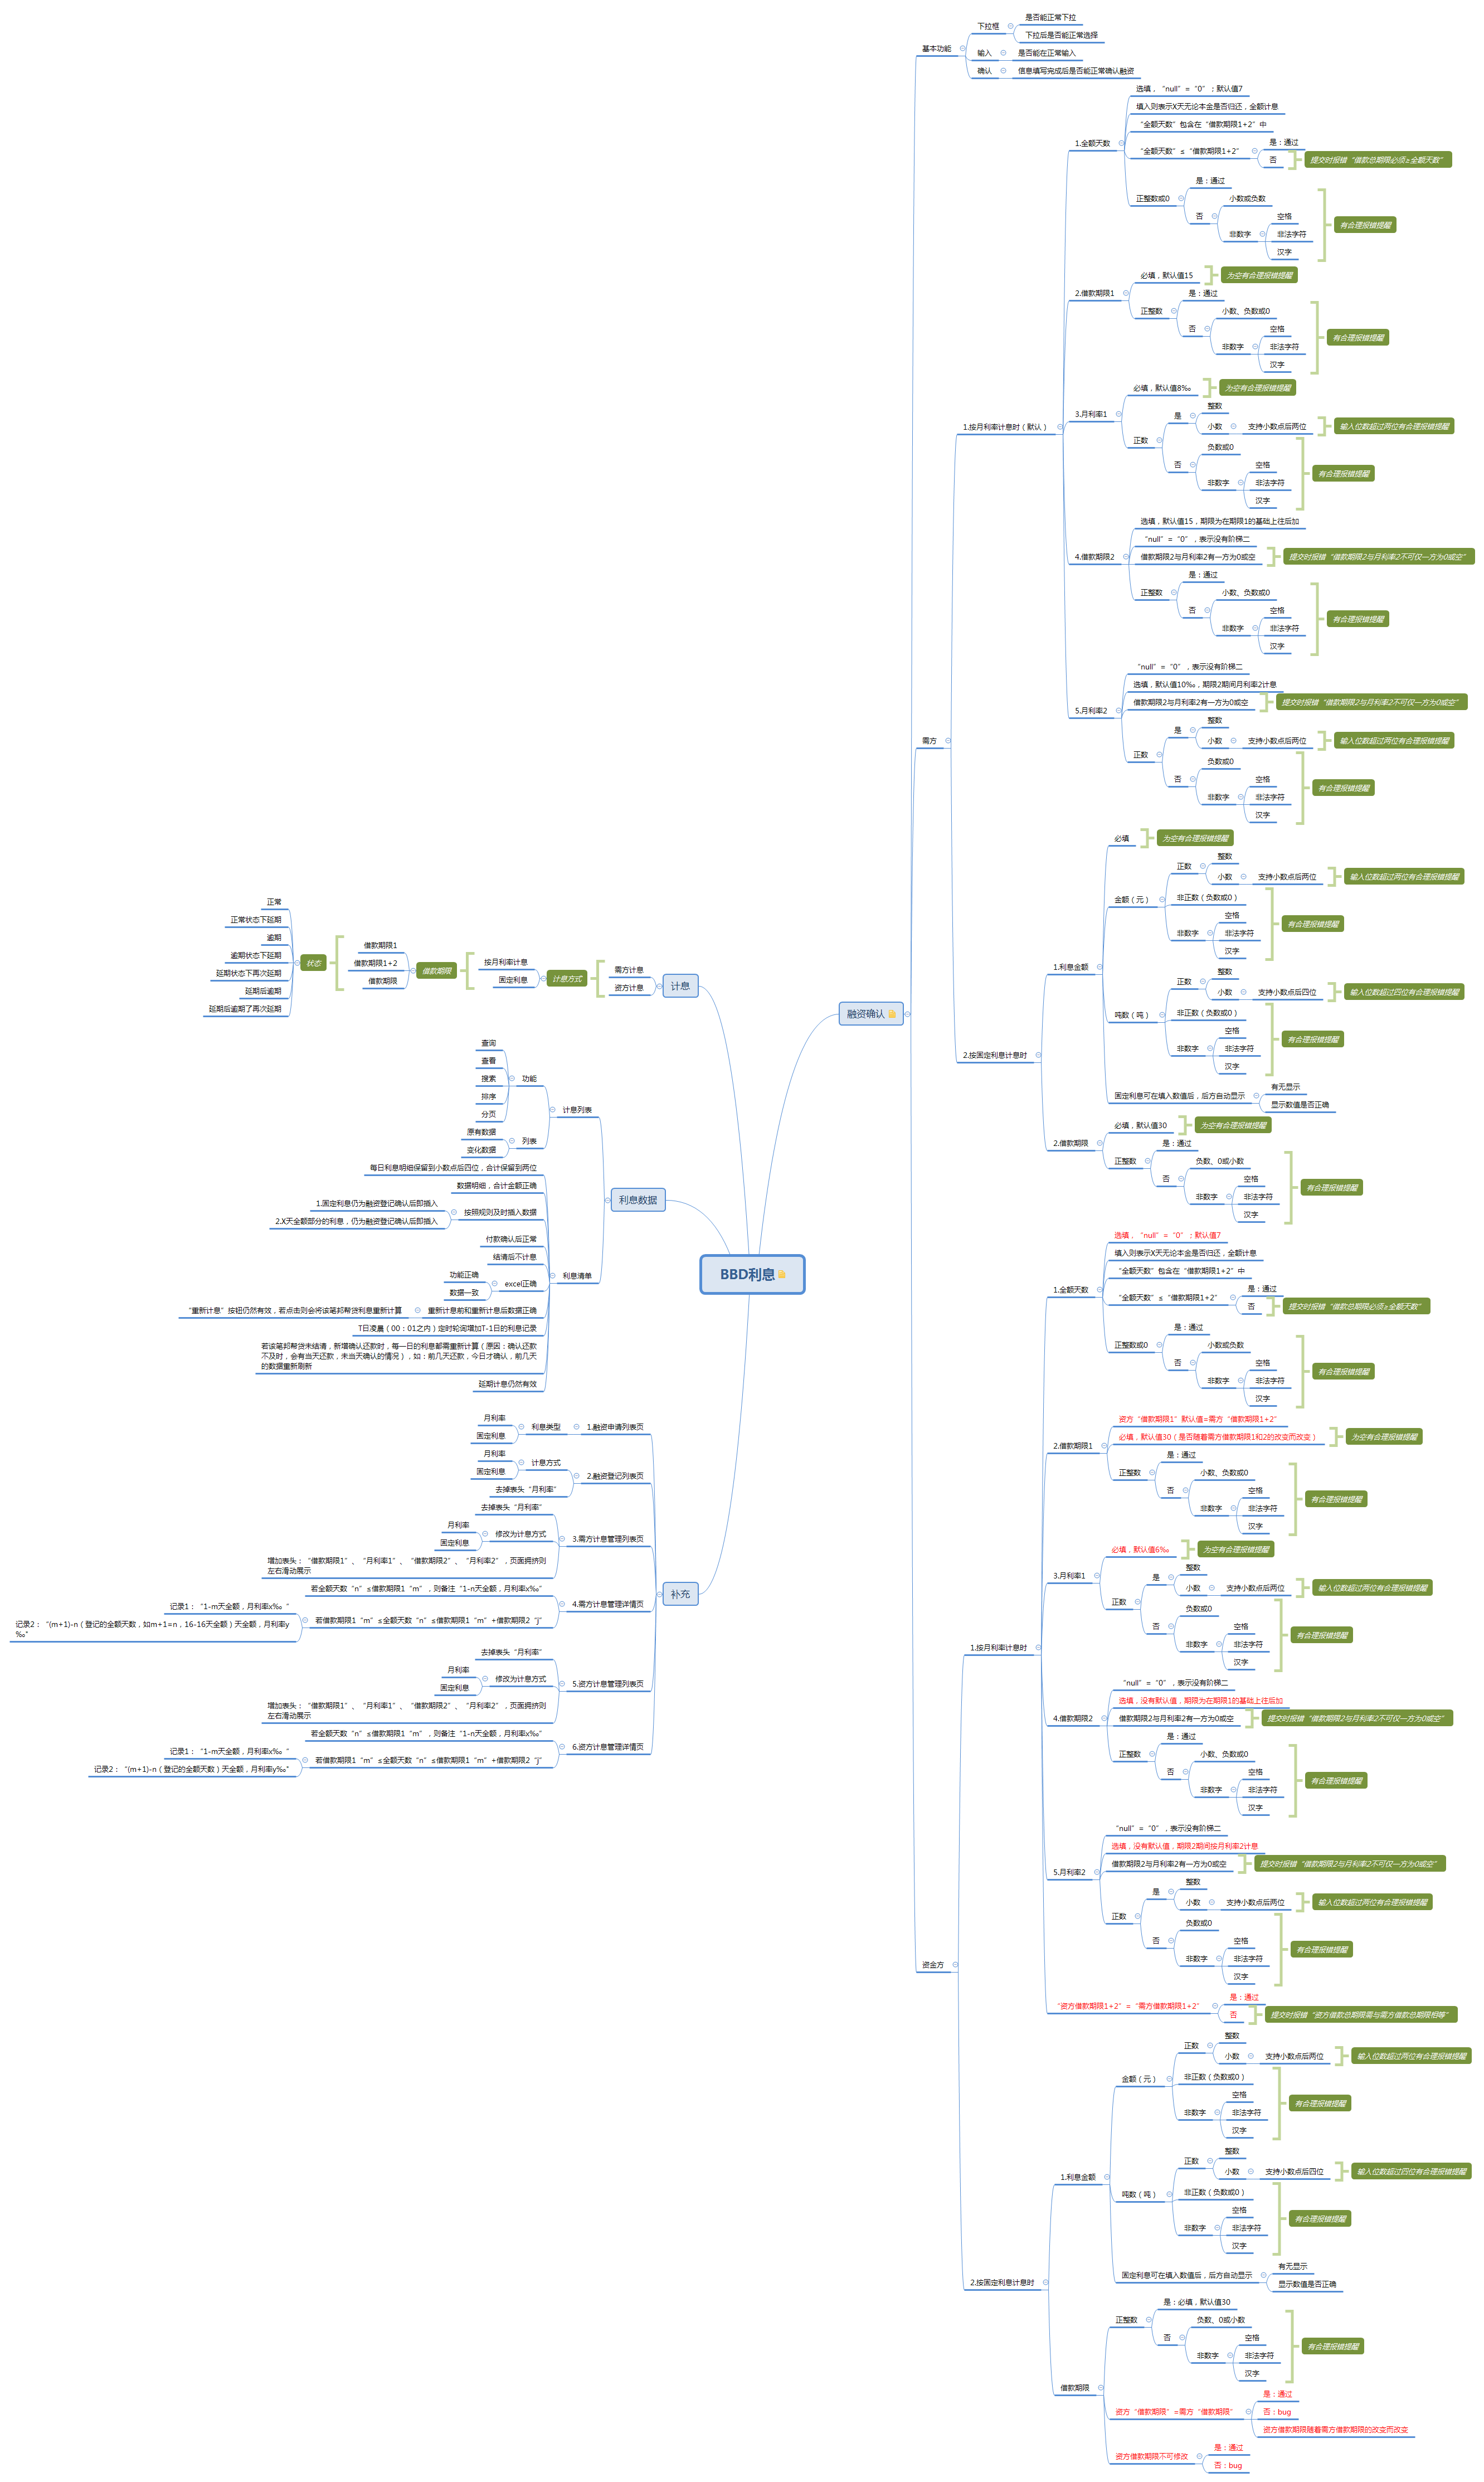 BBD利息
融资确认
基本功能
下拉框
是否能正常下拉
下拉后是否能正常选择
输入
是否能在正常输入
确认
信息填写完成后是否能正常确认融资
需方
1.按月利率计息时（默认）
1.全额天数
选填，“null”=“0”；默认值7
填入则表示X天无论本金是否归还，全额计息
“全额天数”包含在“借款期限1+2”中
“全额天数”≤“借款期限1+2”
是：通过
否
提交时报错“借款总期限必须≥全额天数”
正整数或0
是：通过
否
小数或负数
非数字
空格
非法字符
汉字
有合理报错提醒
2.借款期限1
必填，默认值15
为空有合理报错提醒
正整数
是：通过
否
小数、负数或0
非数字
空格
非法字符
汉字
有合理报错提醒
3.月利率1
必填，默认值8‰
为空有合理报错提醒
正数
是
整数
小数
支持小数点后两位
输入位数超过两位有合理报错提醒
否
负数或0
非数字
空格
非法字符
汉字
有合理报错提醒
4.借款期限2
选填，默认值15，期限为在期限1的基础上往后加
“null”=“0”，表示没有阶梯二
借款期限2与月利率2有一方为0或空
提交时报错“借款期限2与月利率2不可仅一方为0或空”
正整数
是：通过
否
小数、负数或0
非数字
空格
非法字符
汉字
有合理报错提醒
5.月利率2
“null”=“0”，表示没有阶梯二
选填，默认值10‰，期限2期间月利率2计息
借款期限2与月利率2有一方为0或空
提交时报错“借款期限2与月利率2不可仅一方为0或空”
正数
是
整数
小数
支持小数点后两位
输入位数超过两位有合理报错提醒
否
负数或0
非数字
空格
非法字符
汉字
有合理报错提醒
2.按固定利息计息时
1.利息金额
必填
为空有合理报错提醒
金额（元）
正数
整数
小数
支持小数点后两位
输入位数超过两位有合理报错提醒
非正数（负数或0）
非数字
空格
非法字符
汉字
有合理报错提醒
吨数（吨）
正数
整数
小数
支持小数点后四位
输入位数超过四位有合理报错提醒
非正数（负数或0）
非数字
空格
非法字符
汉字
有合理报错提醒
固定利息可在填入数值后，后方自动显示
有无显示
显示数值是否正确
2.借款期限
必填，默认值30
为空有合理报错提醒
正整数
是：通过
否
负数、0或小数
非数字
空格
非法字符
汉字
有合理报错提醒
资金方
1.按月利率计息时
1.全额天数
选填，“null”=“0”；默认值7
填入则表示X天无论本金是否归还，全额计息
“全额天数”包含在“借款期限1+2”中
“全额天数”≤“借款期限1+2”
是：通过
否
提交时报错“借款总期限必须≥全额天数”
正整数或0
是：通过
否
小数或负数
非数字
空格
非法字符
汉字
有合理报错提醒
2.借款期限1
资方“借款期限1”默认值=需方“借款期限1+2”
必填，默认值30（是否随着需方借款期限1和2的改变而改变）
为空有合理报错提醒
正整数
是：通过
否
小数、负数或0
非数字
空格
非法字符
汉字
有合理报错提醒
3.月利率1
必填，默认值6‰
为空有合理报错提醒
正数
是
整数
小数
支持小数点后两位
输入位数超过两位有合理报错提醒
否
负数或0
非数字
空格
非法字符
汉字
有合理报错提醒
4.借款期限2
“null”=“0”，表示没有阶梯二
选填，没有默认值，期限为在期限1的基础上往后加
借款期限2与月利率2有一方为0或空
提交时报错“借款期限2与月利率2不可仅一方为0或空”
正整数
是：通过
否
小数、负数或0
非数字
空格
非法字符
汉字
有合理报错提醒
5.月利率2
“null”=“0”，表示没有阶梯二
选填，没有默认值，期限2期间按月利率2计息
借款期限2与月利率2有一方为0或空
提交时报错“借款期限2与月利率2不可仅一方为0或空”
正数
是
整数
小数
支持小数点后两位
输入位数超过两位有合理报错提醒
否
负数或0
非数字
空格
非法字符
汉字
有合理报错提醒
“资方借款期限1+2”=“需方借款期限1+2”
是：通过
否
提交时报错“资方借款总期限需与需方借款总期限相等”
2.按固定利息计息时
1.利息金额
金额（元）
正数
整数
小数
支持小数点后两位
输入位数超过两位有合理报错提醒
非正数（负数或0）
非数字
空格
非法字符
汉字
有合理报错提醒
吨数（吨）
正数
整数
小数
支持小数点后四位
输入位数超过四位有合理报错提醒
非正数（负数或0）
非数字
空格
非法字符
汉字
有合理报错提醒
固定利息可在填入数值后，后方自动显示
有无显示
显示数值是否正确
借款期限
正整数
是：必填，默认值30
否
负数、0或小数
非数字
空格
非法字符
汉字
有合理报错提醒
资方“借款期限”=需方“借款期限”
是：通过
否：bug
资方借款期限随着需方借款期限的改变而改变
资方借款期限不可修改
是：通过
否：bug
计息
需方计息
资方计息
计息方式
按月利率计息
固定利息
借款期限
借款期限1
借款期限1+2
借款期限
状态
正常
正常状态下延期
逾期
逾期状态下延期
延期状态下再次延期
延期后逾期
延期后逾期了再次延期
利息数据
计息列表
功能
查询
查看
搜素
排序
分页
列表
原有数据
变化数据
利息清单
每日利息明细保留到小数点后四位，合计保留到两位
数据明细，合计金额正确
按照规则及时插入数据
1.固定利息仍为融资登记确认后即插入
2.X天全额部分的利息，仍为融资登记确认后即插入
付款确认后正常
结清后不计息
excel正确
功能正确
数据一致
重新计息前和重新计息后数据正确
“重新计息”按钮仍然有效，若点击则会将该笔邦帮贷利息重新计算
T日凌晨（00：01之内）定时轮询增加T-1日的利息记录
若该笔邦帮贷未结清，新增确认还款时，每一日的利息都需重新计算（原因：确认还款
不及时，会有当天还款，未当天确认的情况），如：前几天还款，今日才确认，前几天
的数据重新刷新
延期计息仍然有效
补充
1.融资申请列表页
利息类型
月利率
固定利息
2.融资登记列表页
计息方式
月利率
固定利息
去掉表头“月利率”
3.需方计息管理列表页
去掉表头“月利率”
修改为计息方式
月利率
固定利息
增加表头：“借款期限1”、“月利率1”、“借款期限2”、“月利率2”，页面拥挤则
左右滑动展示
4.需方计息管理详情页
若全额天数“n”≤借款期限1“m”，则备注“1-n天全额，月利率x‰”
若借款期限1“m”≤全额天数“n”≤借款期限1“m”+借款期限2“j”
记录1：“1-m天全额，月利率x‰ “
记录2：“(m+1)-n（登记的全额天数，如m+1=n，16-16天全额）天全额，月利率y
‰"
5.资方计息管理列表页
去掉表头“月利率”
修改为计息方式
月利率
固定利息
增加表头：“借款期限1”、“月利率1”、“借款期限2”、“月利率2”，页面拥挤则
左右滑动展示
6.资方计息管理详情页
若全额天数“n”≤借款期限1“m”，则备注“1-n天全额，月利率x‰”
若借款期限1“m”≤全额天数“n”≤借款期限1“m”+借款期限2“j”
记录1：“1-m天全额，月利率x‰ “
记录2：“(m+1)-n（登记的全额天数）天全额，月利率y‰”